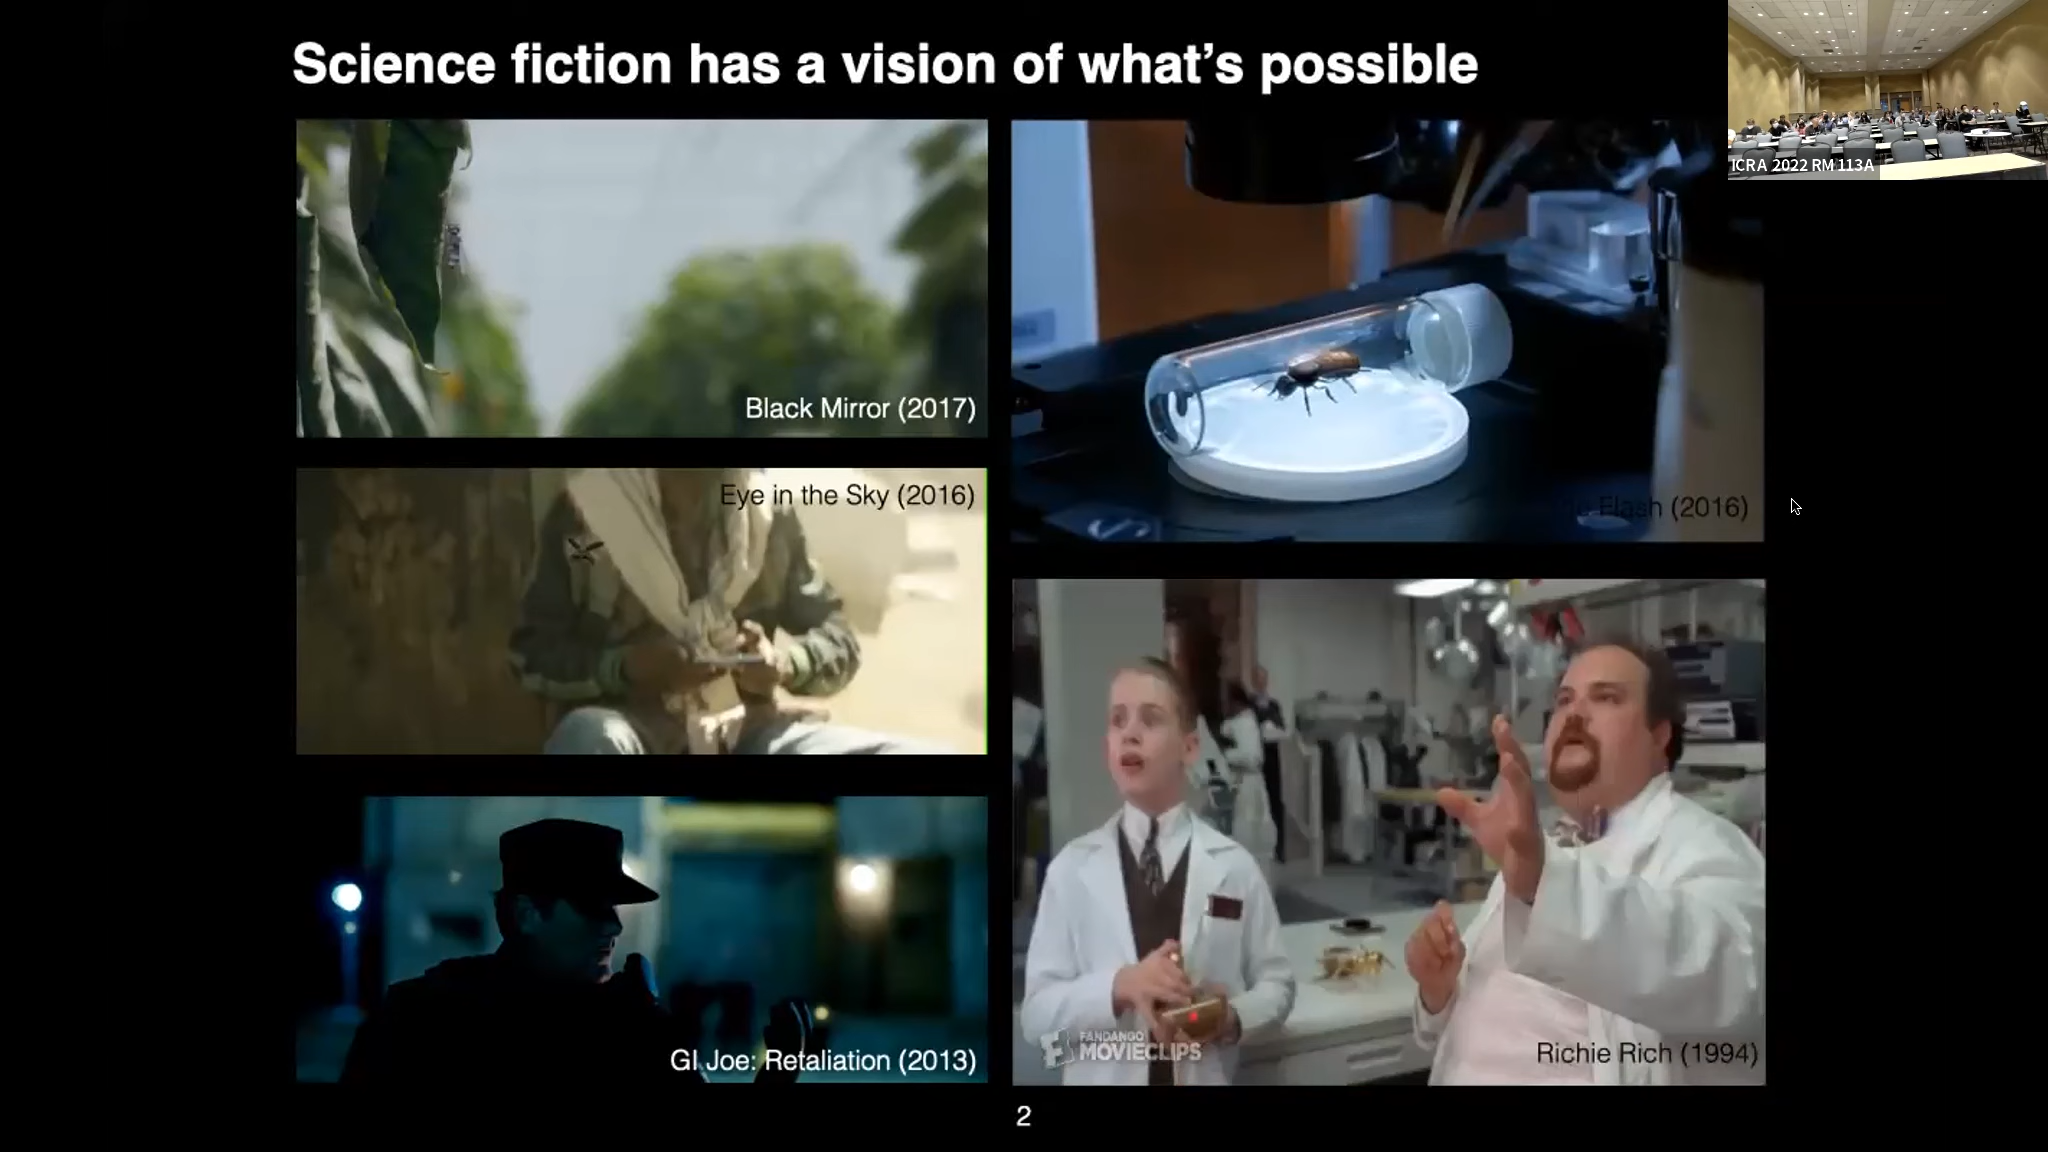 Science fiction has a vision of what's possible
ICRA 2022 RM 113A
Black Mirror (2017)
Eye in the Sky (2016)
Flash (2016)
GI Joe: Retaliation (2013)
FANDANGO
MOVIECLIPS
Richie Rich (1994)
2